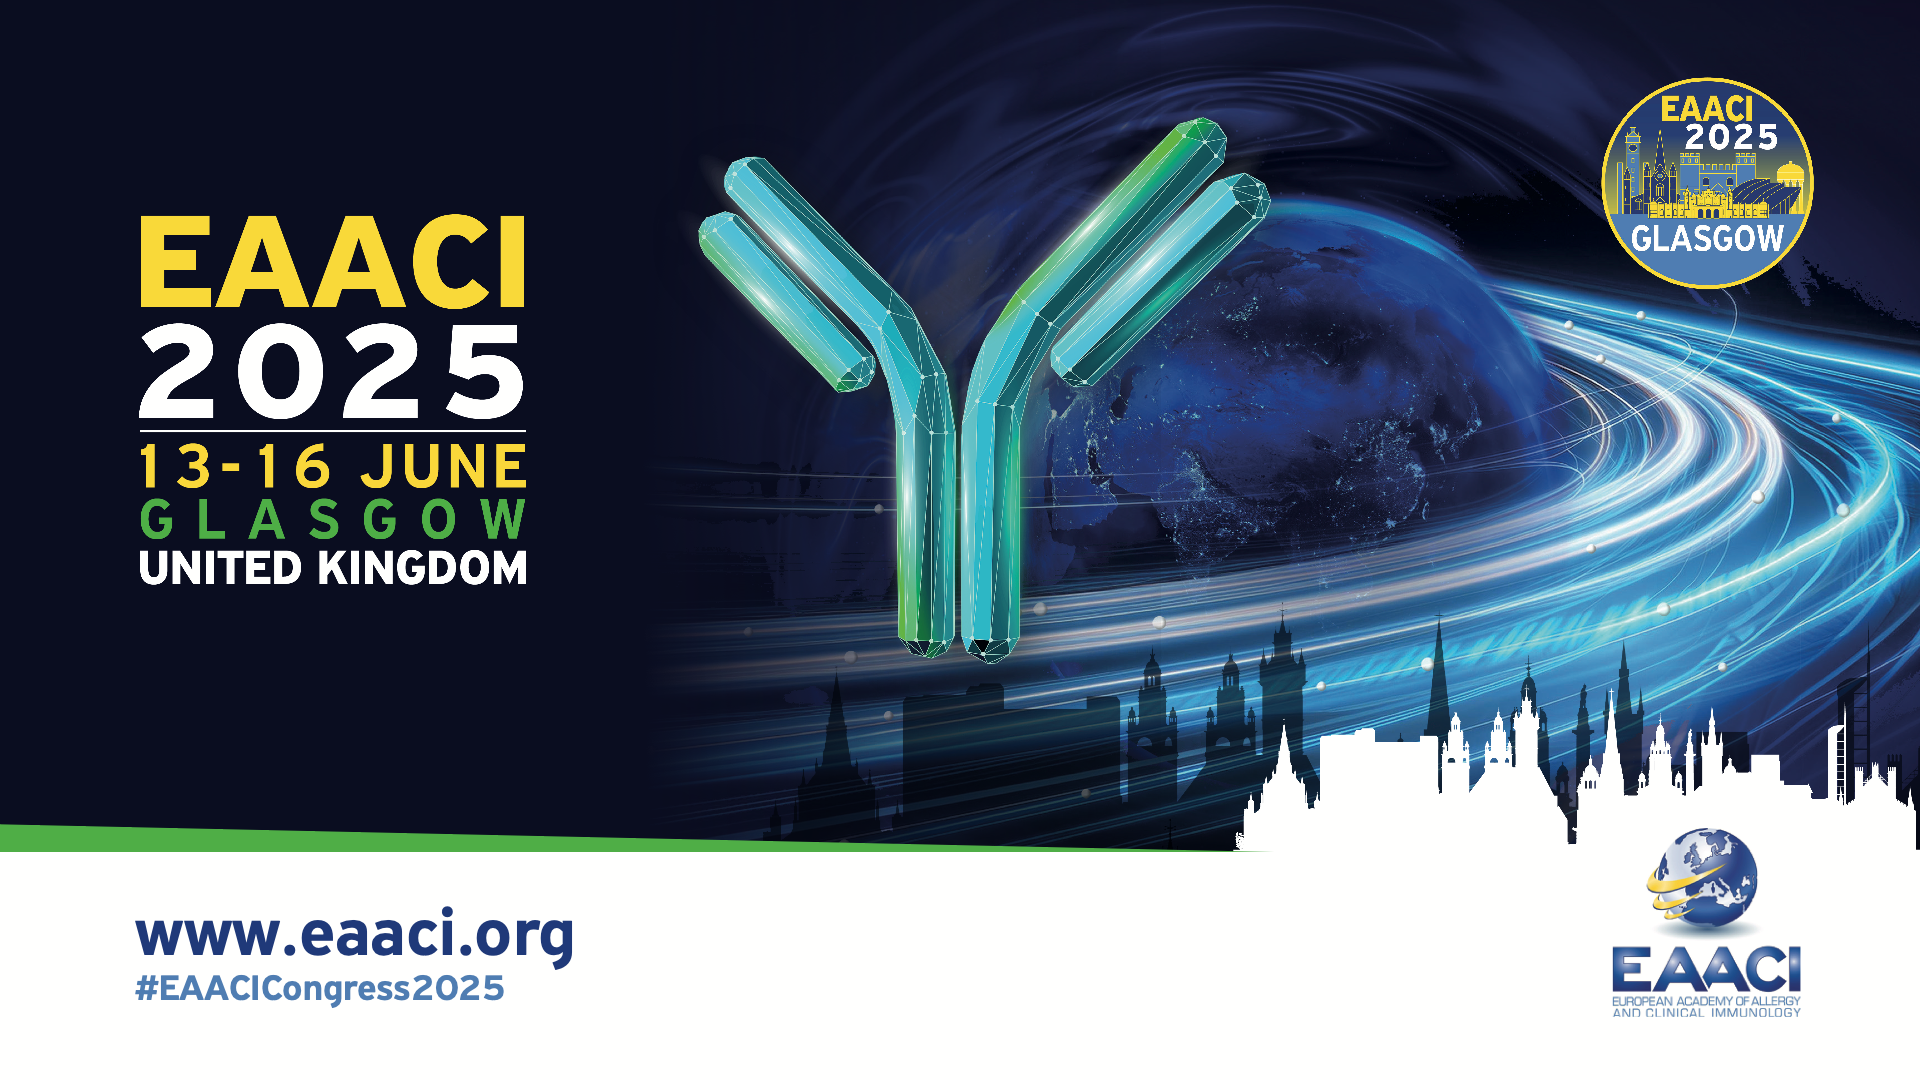 EAACI
2025
13-16 JUNE
GLASGOW
UNITED KINGDOM
EAACI
2025
GLASGOW
www.eaaci.org
#EAACICongress2025
EAACI
EUROPEAN ACADEMY OF ALLERGY
AND CLINICAL IMMUNOLOGY